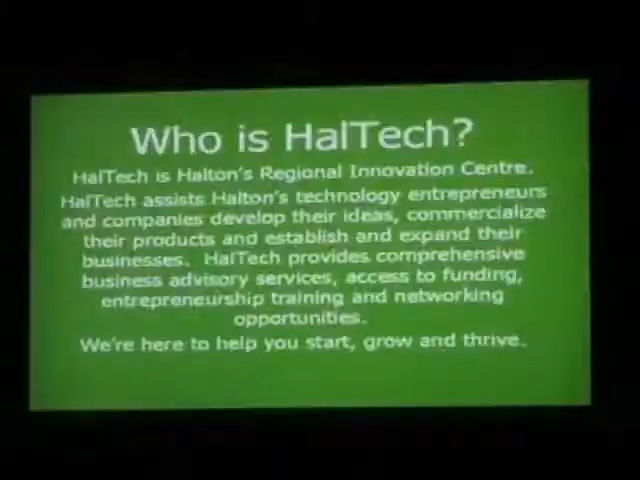 Who is HalTech?
HalTech is Halton's Regional Innovation Centre.
HalTech assists Halton's technology entrepreneurs
and companies develop their ideas, commercialize
their products and establish and expand their
businesses. HalTech provides comprehensive
business advisory services, access to funding,
entrepreneurship training and networking
opportunities.
We're here to help you start, grow and thrive.